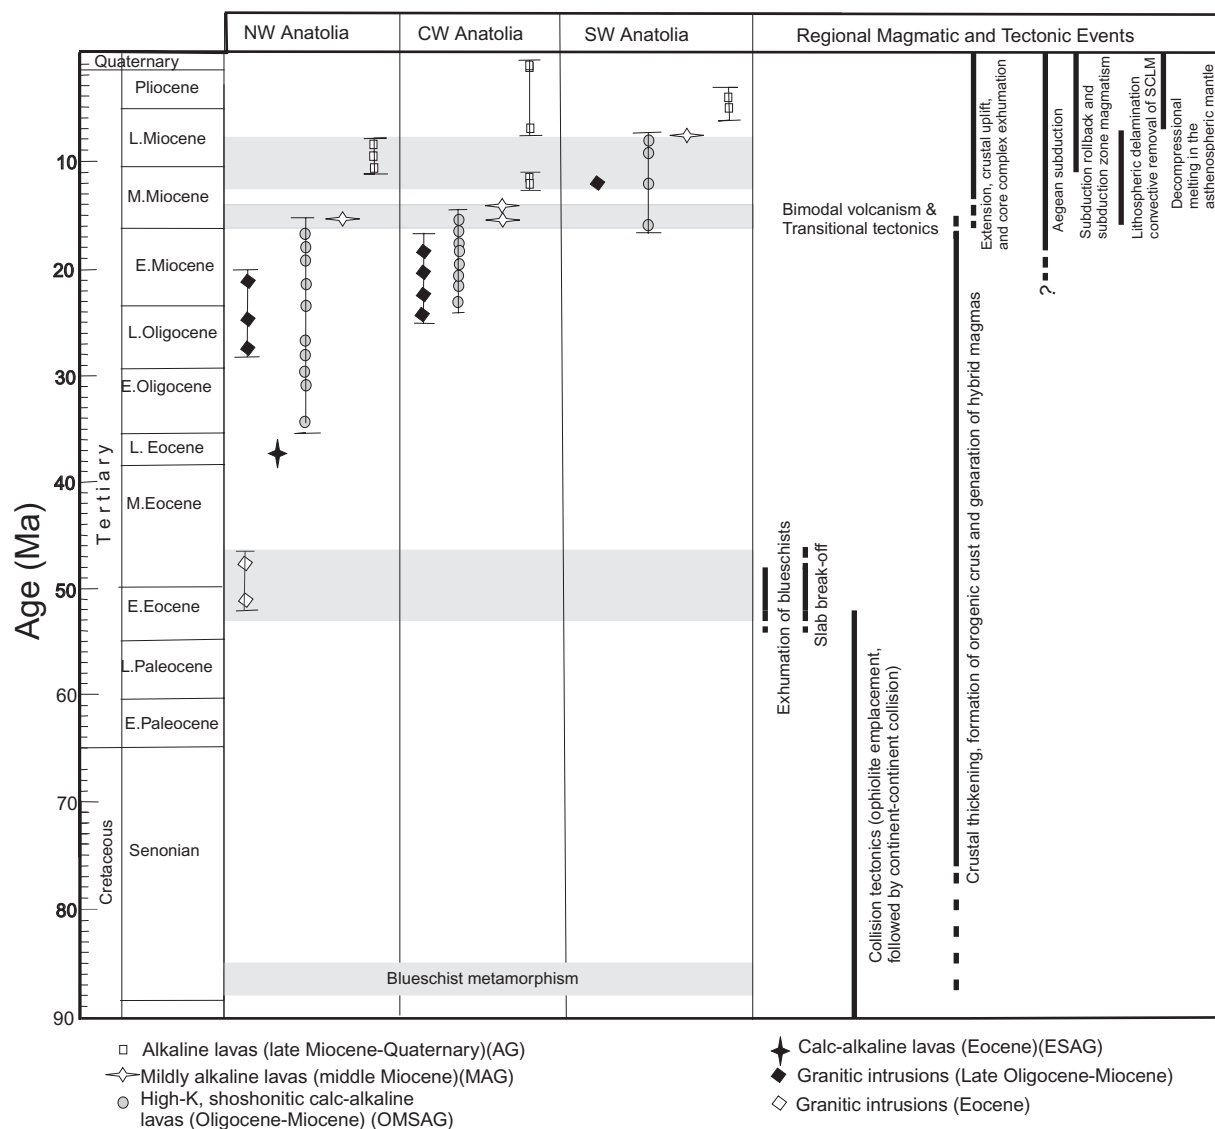 NW Anatolia
CW Anatolia
SW Anatolia
Regional Magmatic and Tectonic Events
Age (Ma)
10
20
30
40
50
60
70
80
90
Tertiary
Cretaceous
Quaternary
Pliocene
L.Miocene
M.Miocene
E.Miocene
L.Oligocene
E.Oligocene
L. Eocene
M.Eocene
E.Eocene
L.Paleocene
E.Paleocene
Senonian
Blueschist metamorphism
Exhumation of blueschists
Slab break-off
Collision tectonics (ophiolite emplacement,
followed by continent-continent collision)
Bimodal volcanism &
Transitional tectonics
Crustal thickening, formation of orogenic crust and genaration of hybrid magmas
Extension, crustal uplift,
and core complex exhumation
Aegean subduction
?
Subduction rollback and
subduction zone magmatism
Lithospheric delamination
convective removal of SCLM
Decompressional
melting in the
asthenospheric mantle
Alkaline lavas (late Miocene-Quaternary)(AG)
Mildly alkaline lavas (middle Miocene)(MAG)
High-K, shoshonitic calc-alkaline
lavas (Oligocene-Miocene) (OMSAG)
Calc-alkaline lavas (Eocene)(ESAG)
Granitic intrusions (Late Oligocene-Miocene)
Granitic intrusions (Eocene)